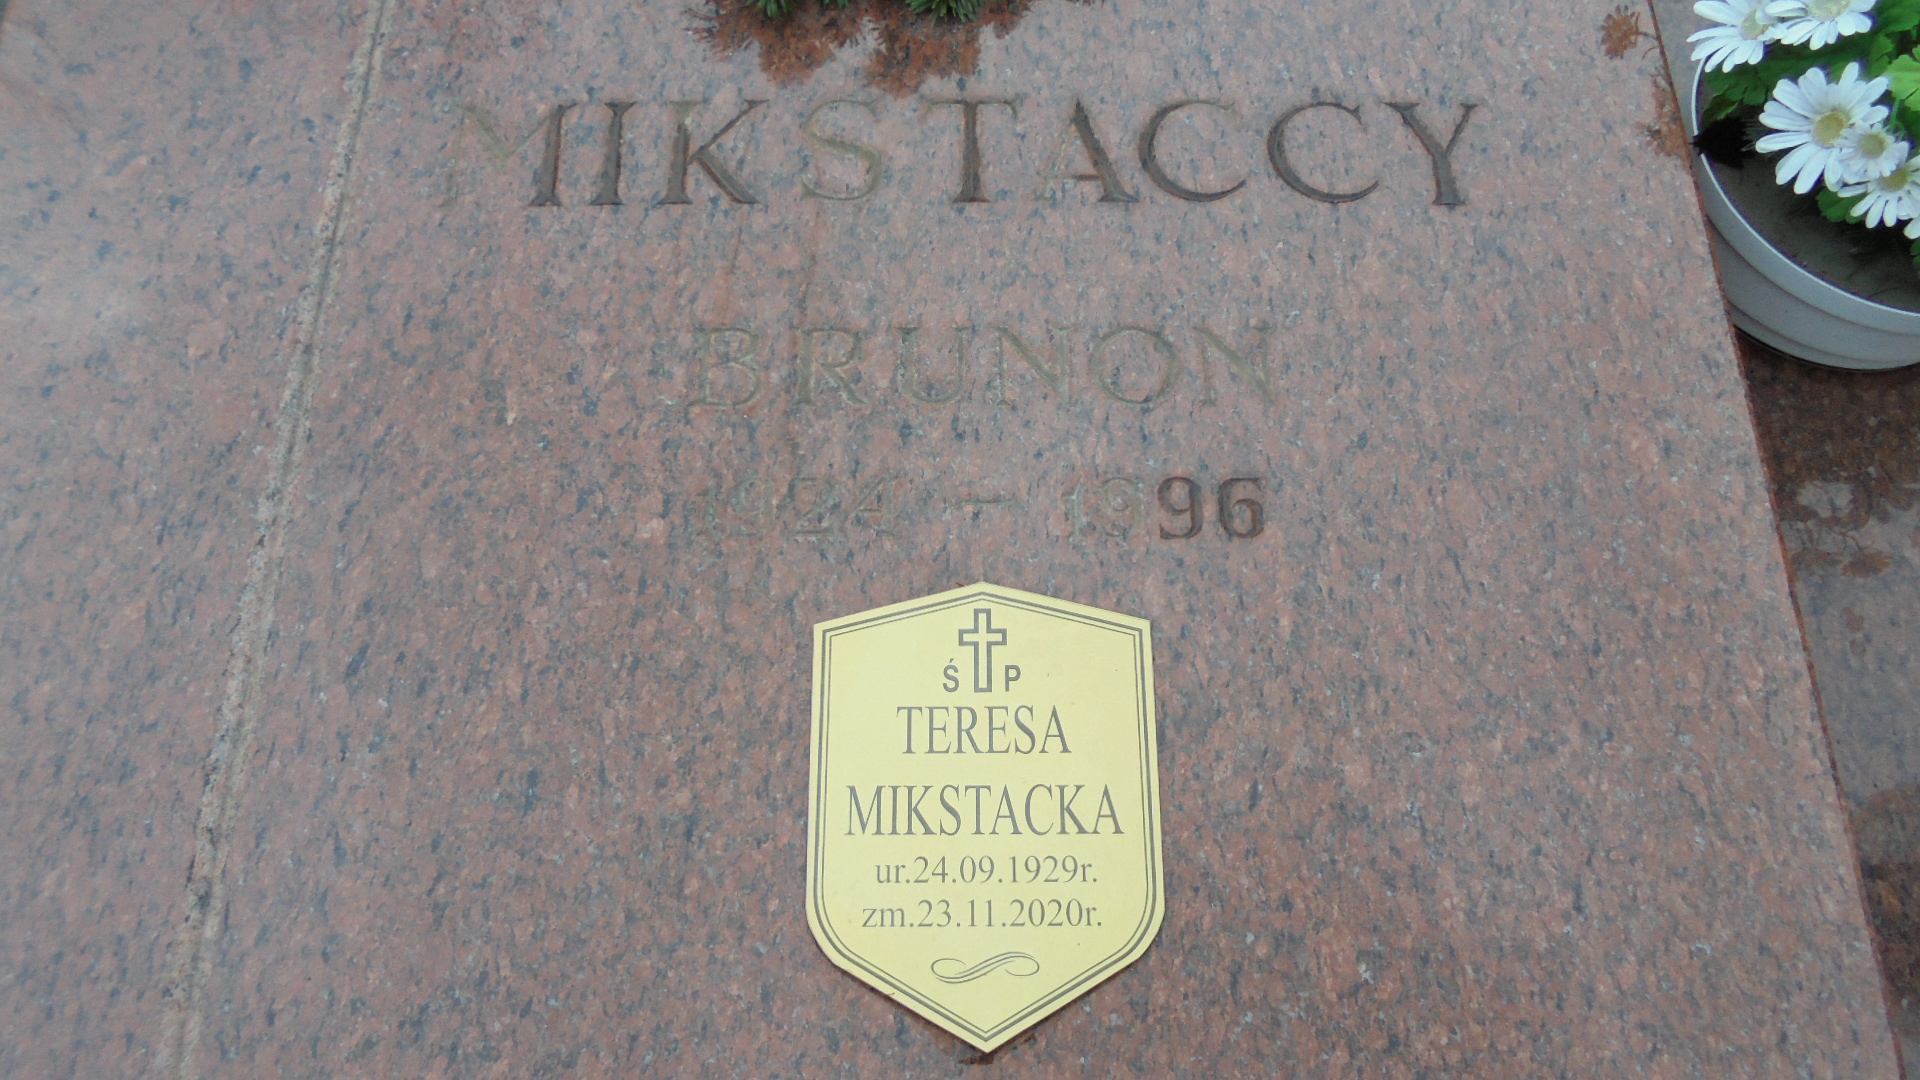 MIKSTACCY
BRUNON
1924 - 1996
Ś P
TERESA
MIKSTACKA
ur.24.09.1929r.
zm.23.11.2020r.